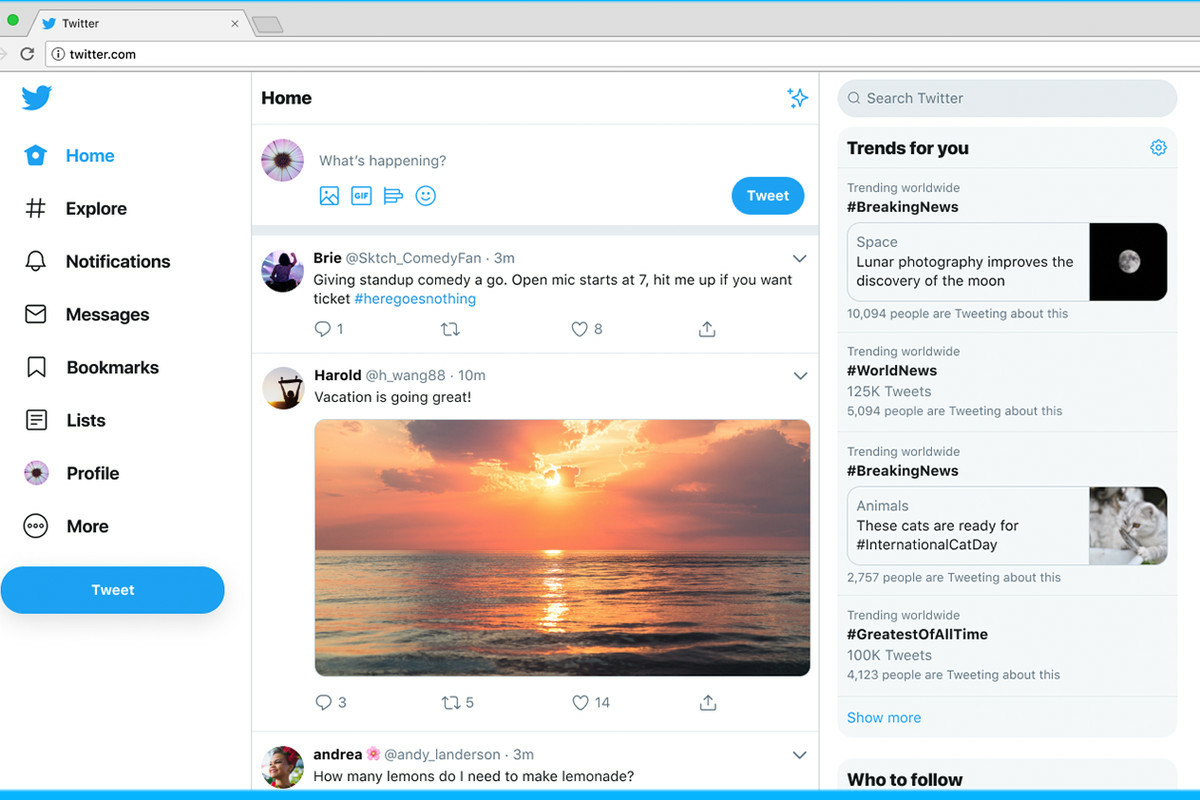 Twitter
twitter.com
Home
Explore
Notifications
Messages
Bookmarks
Lists
Profile
More
Tweet
Home
What's happening?
GIF
Tweet
Brie @Sktch_ComedyFan · 3m
Giving standup comedy a go. Open mic starts at 7, hit me up if you want
ticket #heregoesnothing
1
8
Harold @h_wang88 · 10m
Vacation is going great!
3
5
14
andrea 🌸 @andy_landerson · 3m
How many lemons do I need to make lemonade?
Search Twitter
Trends for you
Trending worldwide
#BreakingNews
Space
Lunar photography improves the
discovery of the moon
10,094 people are Tweeting about this
Trending worldwide
#WorldNews
125K Tweets
5,094 people are Tweeting about this
Trending worldwide
#BreakingNews
Animals
These cats are ready for
#InternationalCatDay
2,757 people are Tweeting about this
Trending worldwide
#GreatestOfAllTime
100K Tweets
4,123 people are Tweeting about this
Show more
Who to follow